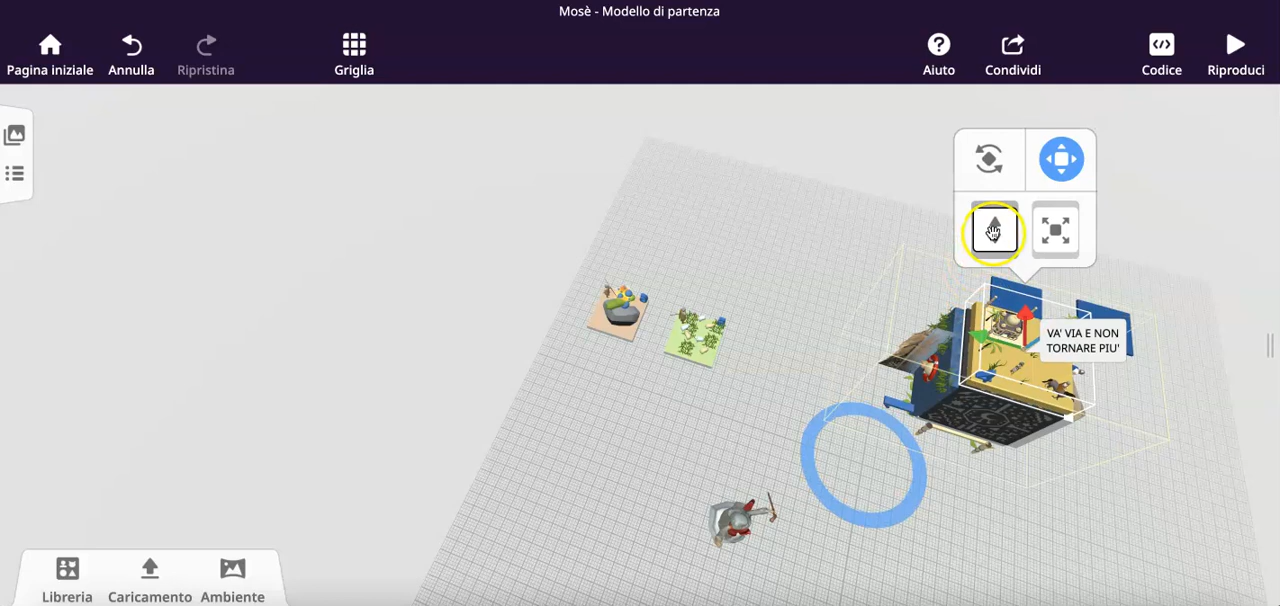 Mosè - Modello di partenza
Pagina iniziale
Annulla
Ripristina
Griglia
Aiuto
Condividi
Codice
Riproduci
VA' VIA E NON
TORNARE PIU'
Libreria
Caricamento
Ambiente